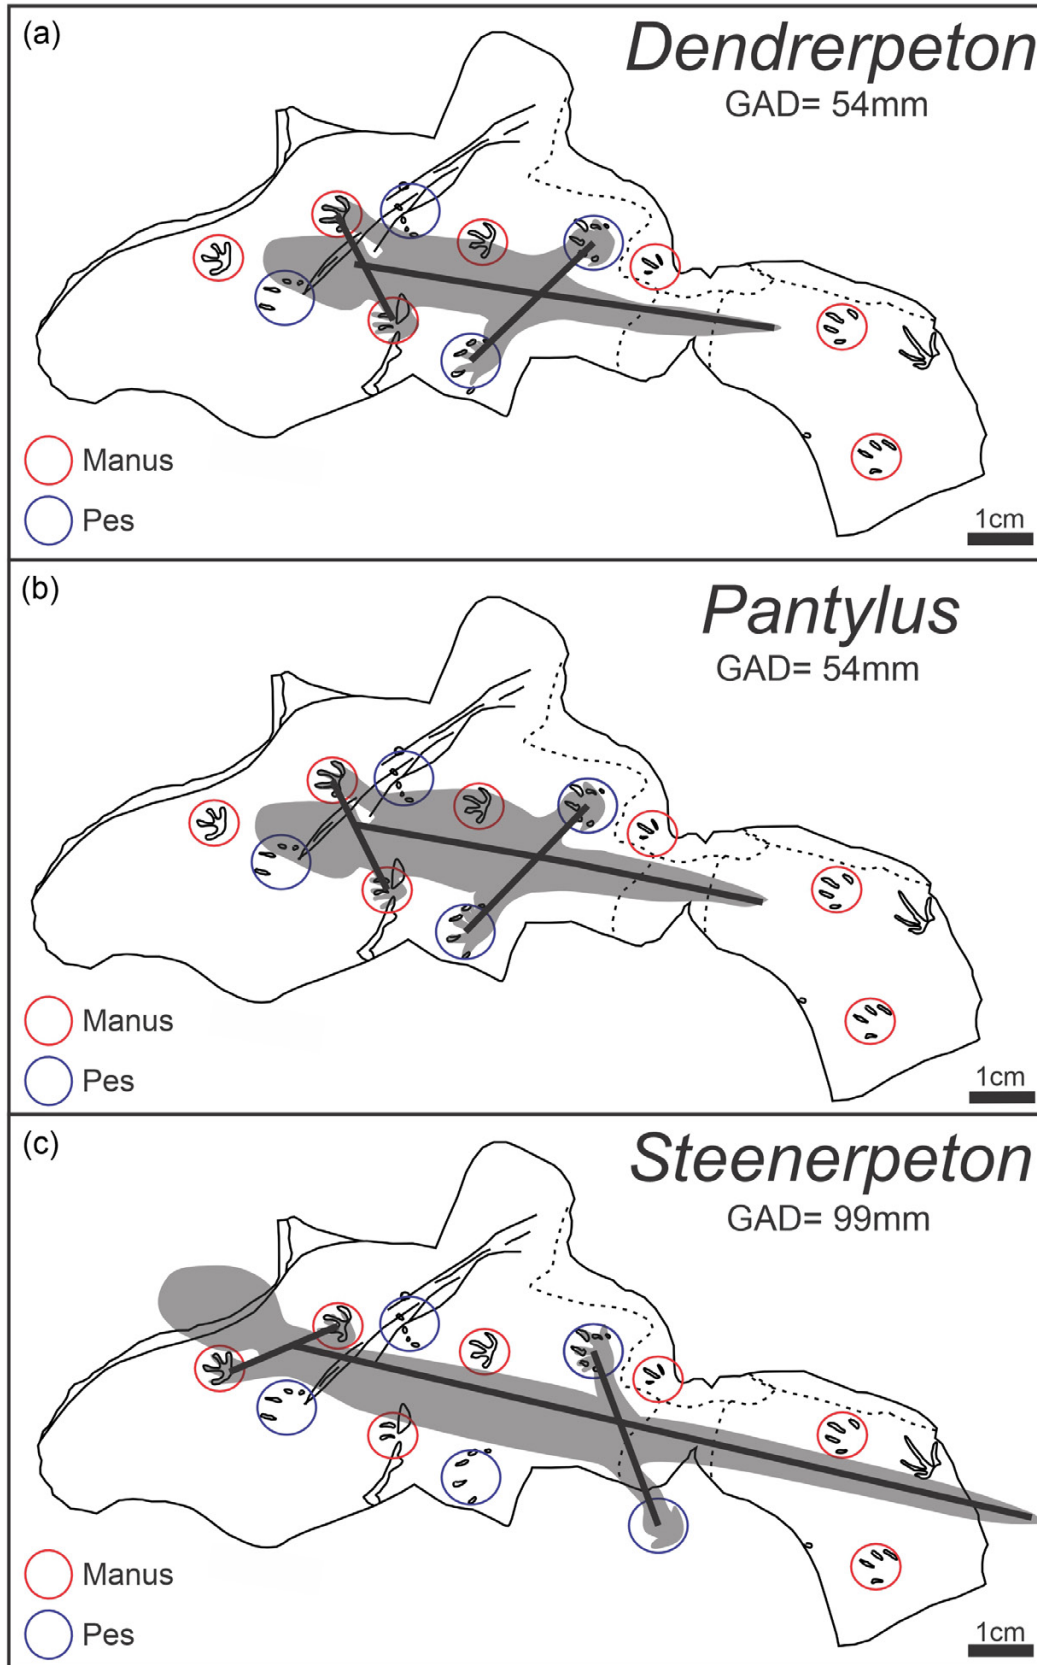 (a)
Dendrerpeton
GAD= 54mm
Manus
Pes
1cm
(b)
Pantylus
GAD= 54mm
Manus
Pes
1cm
(c)
Steenerpeton
GAD= 99mm
Manus
Pes
1cm